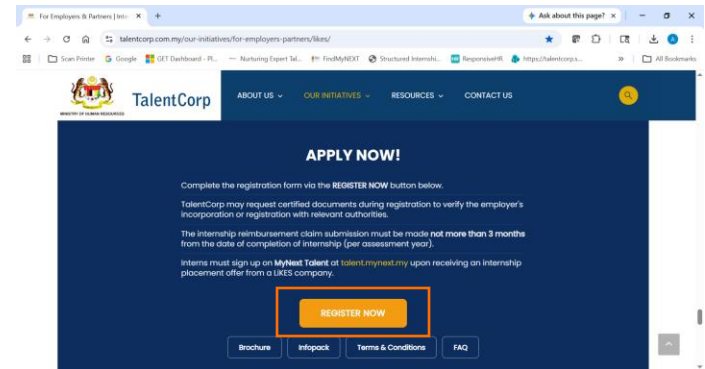 For Employers & Partners | Inti
Ask about this page?
talentcorp.com.my/our-initiatives/for-employers-partners/likes/
Scan Printer
Google
GET Dashboard - Pl...
Nurturing Expert Tal...
FindMyNEXT
Structured Internshi...
ResponsiveHR
https://talentcorp.s...
All Bookmarks
MINISTRY OF HUMAN RESOURCES
TalentCorp
ABOUT US
OUR INITIATIVES
RESOURCES
CONTACT US
APPLY NOW!
Complete the registration form via the REGISTER NOW button below.
TalentCorp may request certified documents during registration to verify the employer's
incorporation or registration with relevant authorities.
The internship reimbursement claim submission must be made not more than 3 months
from the date of completion of internship (per assessment year).
Interns must sign up on MyNext Talent at talent.mynext.my upon receiving an internship
placement offer from a LiKES company.
REGISTER NOW
Brochure
Infopack
Terms & Conditions
FAQ